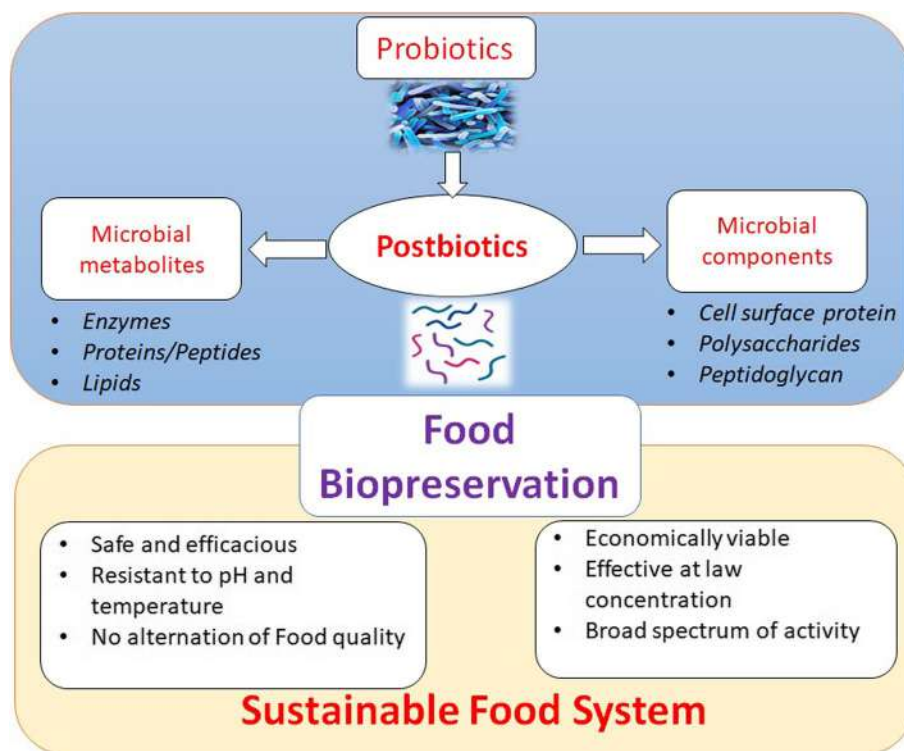 Probiotics
Microbial
metabolites
Postbiotics
Microbial
components
• Enzymes
• Proteins/Peptides
• Lipids
• Cell surface protein
• Polysaccharides
• Peptidoglycan
Food
Biopreservation
• Safe and efficacious
• Resistant to pH and
temperature
• No alternation of Food quality
• Economically viable
• Effective at law
concentration
• Broad spectrum of activity
Sustainable Food System